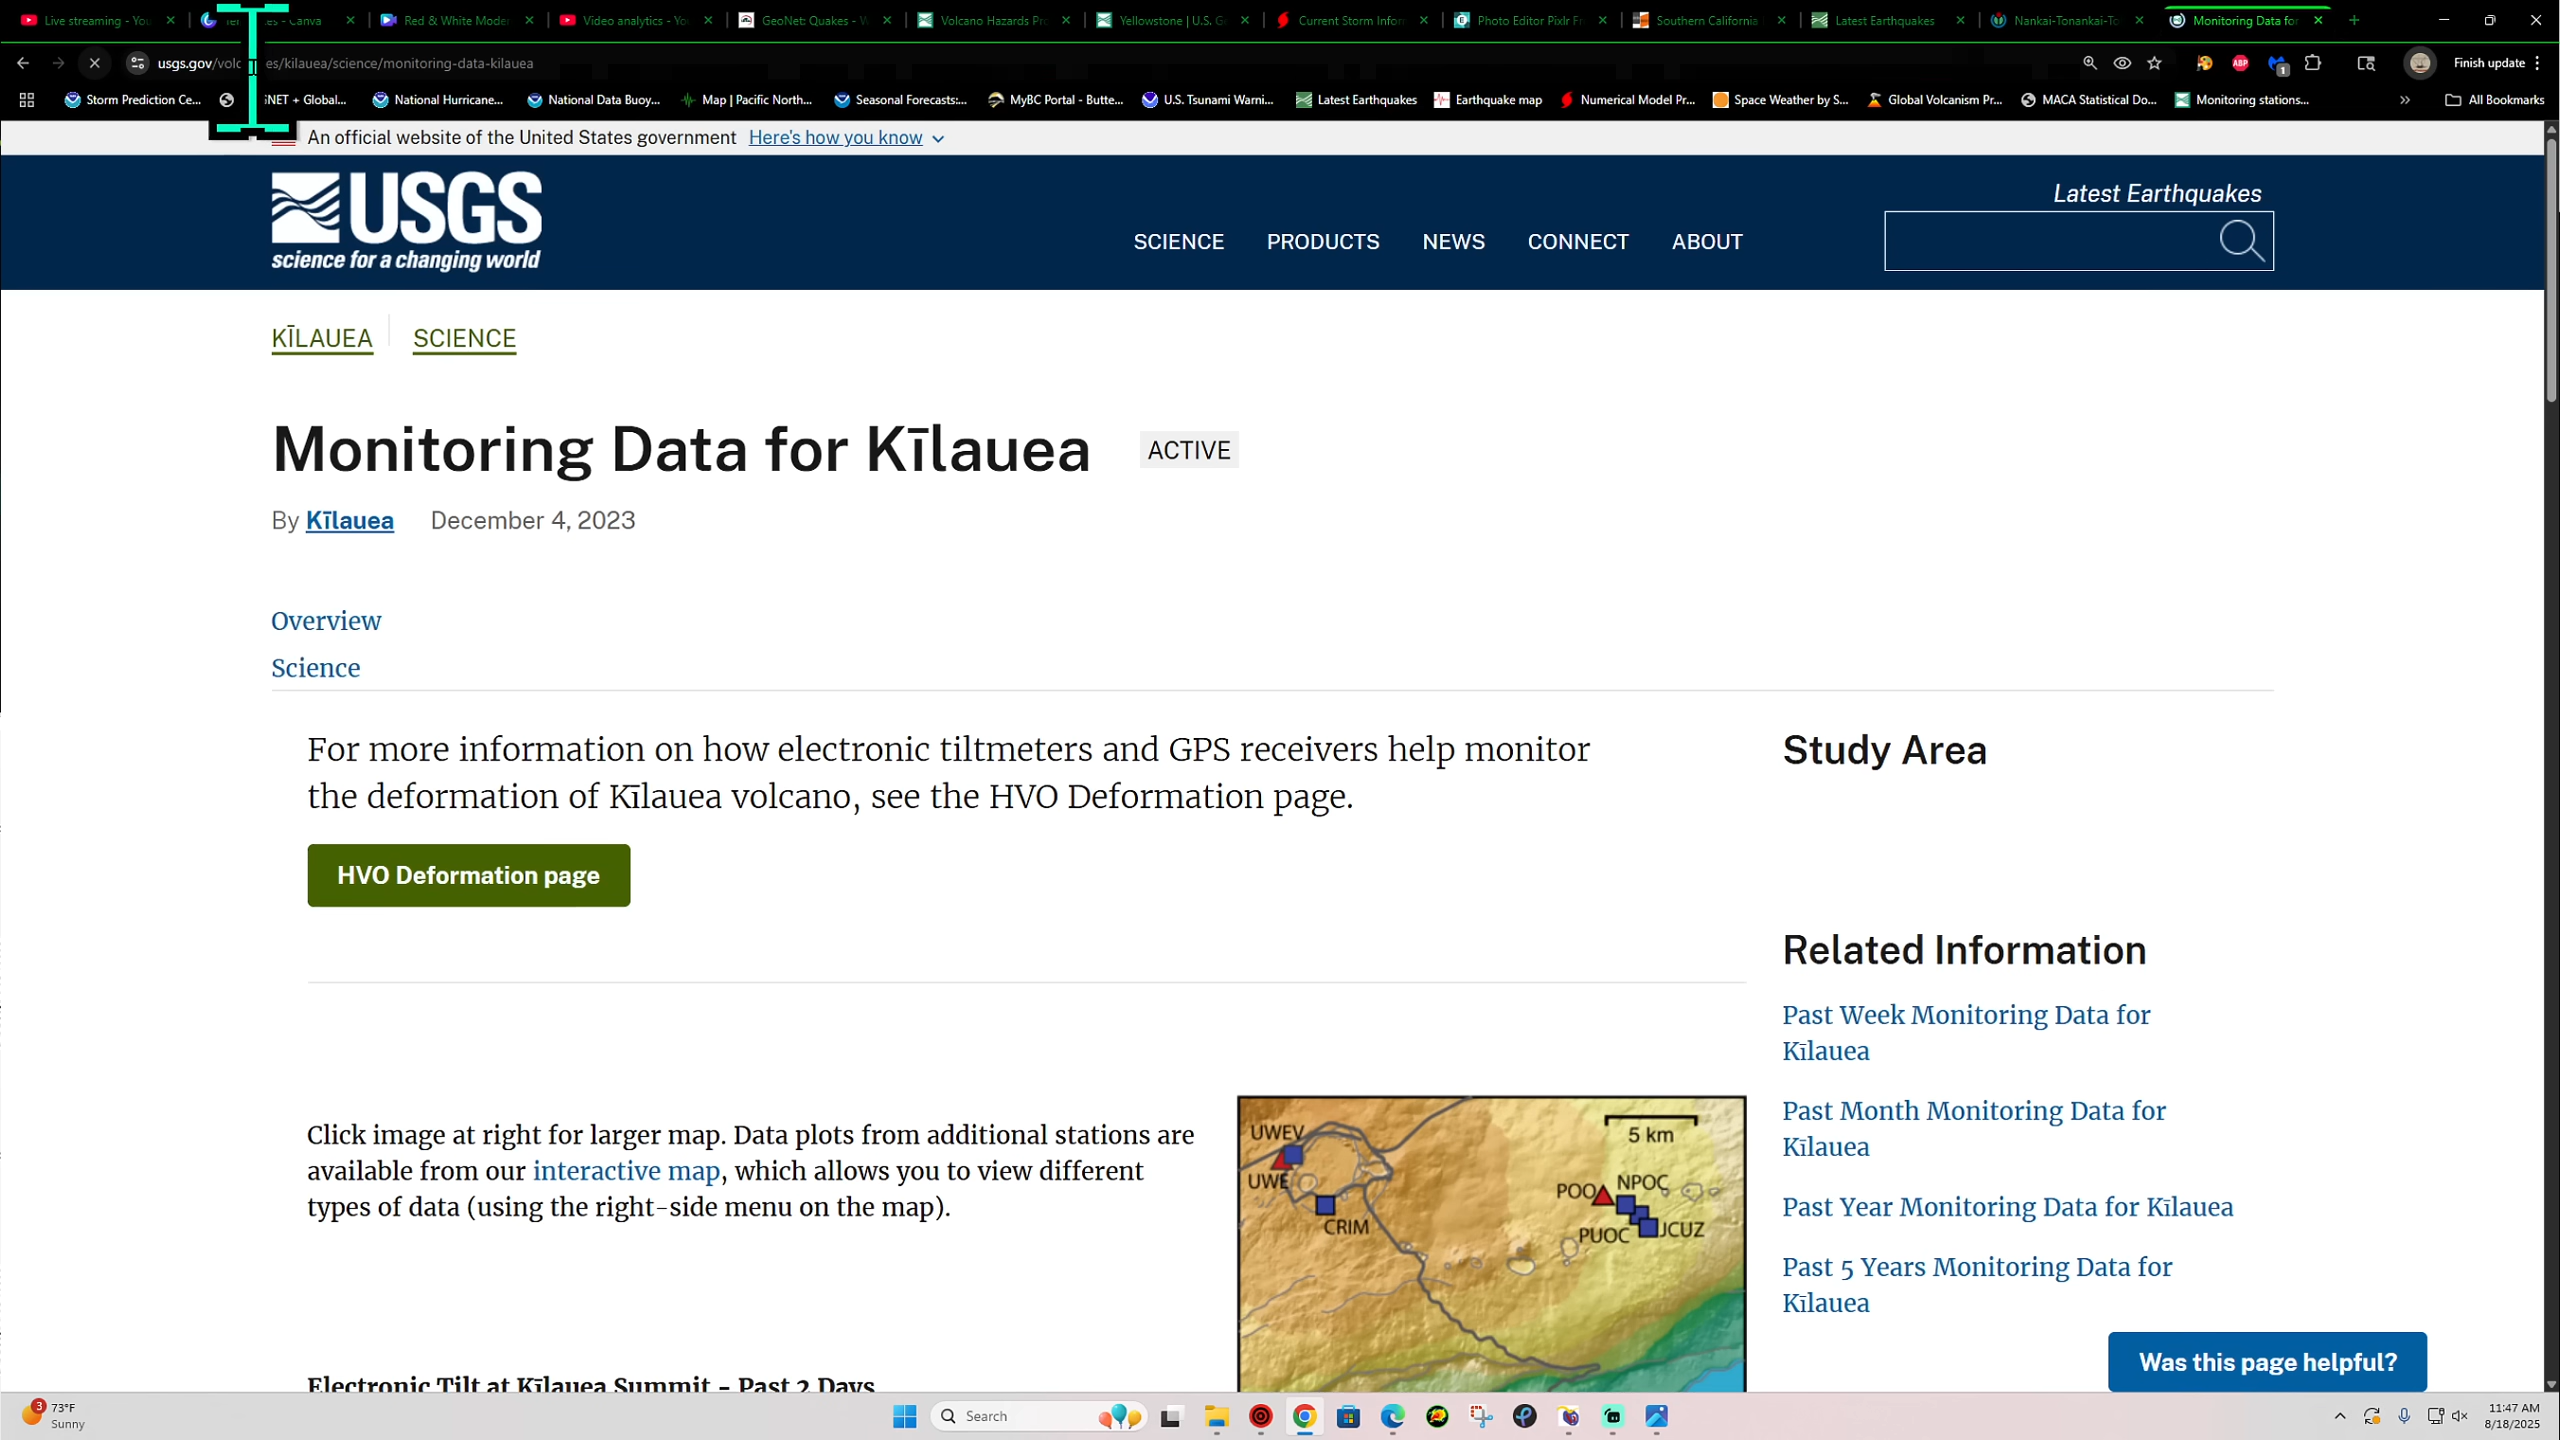 Live streaming - You
es - Canva
Red & White Moder
Video analytics - Yo
GeoNet: Quakes - W
Volcano Hazards Pr
Yellowstone | U.S. G
Current Storm Infor
Photo Editor Pixlr Fr
Southern California
Latest Earthquakes
Nankai-Tonankai-To
Monitoring Data for
usgs.gov/volc es/kilauea/science/monitoring-data-kilauea
ABP
1
Finish update
Storm Prediction Ce...
SNET + Global...
National Hurricane...
National Data Buoy...
Map | Pacific North...
Seasonal Forecasts:...
MyBC Portal - Butte...
U.S. Tsunami Warni...
Latest Earthquakes
Earthquake map
Numerical Model Pr...
Space Weather by S...
Global Volcanism Pr...
MACA Statistical Do...
Monitoring stations...
»
All Bookmarks
An official website of the United States government Here's how you know
USGS
science for a changing world
SCIENCE PRODUCTS NEWS CONNECT ABOUT
Latest Earthquakes
KĪLAUEA SCIENCE
Monitoring Data for Kīlauea ACTIVE
By Kīlauea December 4, 2023
Overview
Science
For more information on how electronic tiltmeters and GPS receivers help monitor
the deformation of Kīlauea volcano, see the HVO Deformation page.
HVO Deformation page
Click image at right for larger map. Data plots from additional stations are
available from our interactive map, which allows you to view different
types of data (using the right-side menu on the map).
Electronic Tilt at Kīlauea Summit - Past 2 Days
UWEV
UWE
CRIM
5 km
POO
NPOC
PUOC
JCUZ
Study Area
Related Information
Past Week Monitoring Data for
Kīlauea
Past Month Monitoring Data for
Kīlauea
Past Year Monitoring Data for Kīlauea
Past 5 Years Monitoring Data for
Kīlauea
Was this page helpful?
3
73°F
Sunny
Search
11:47 AM
8/18/2025